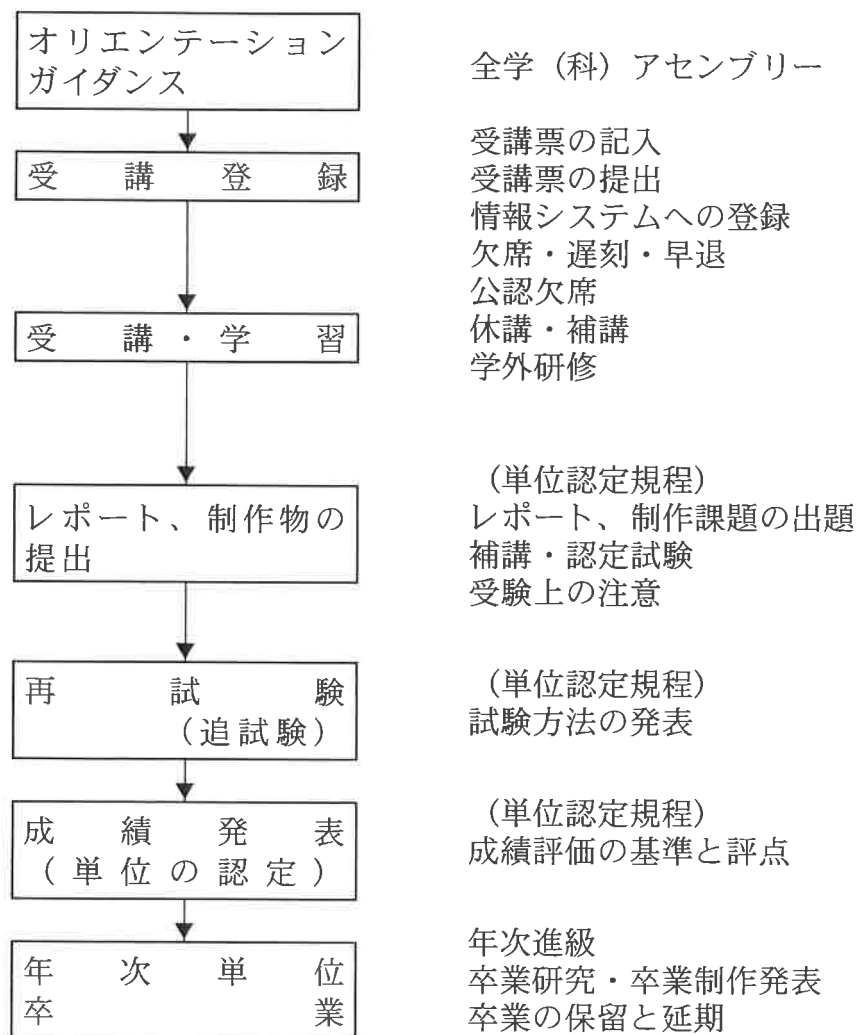 オリエンテーション
ガイダンス
全学（科）アセンブリー
受講登録
受講票の記入
受講票の提出
情報システムへの登録
欠席・遅刻・早退
公認欠席
休講・補講
学外研修
受講・学習
レポート、制作物の
提出
（単位認定規程）
レポート、制作課題の出題
補講・認定試験
受験上の注意
再試験
（追試験）
（単位認定規程）
試験方法の発表
成績発表
（単位の認定）
（単位認定規程）
成績評価の基準と評点
年次単位
卒業
年次進級
卒業研究・卒業制作発表
卒業の保留と延期